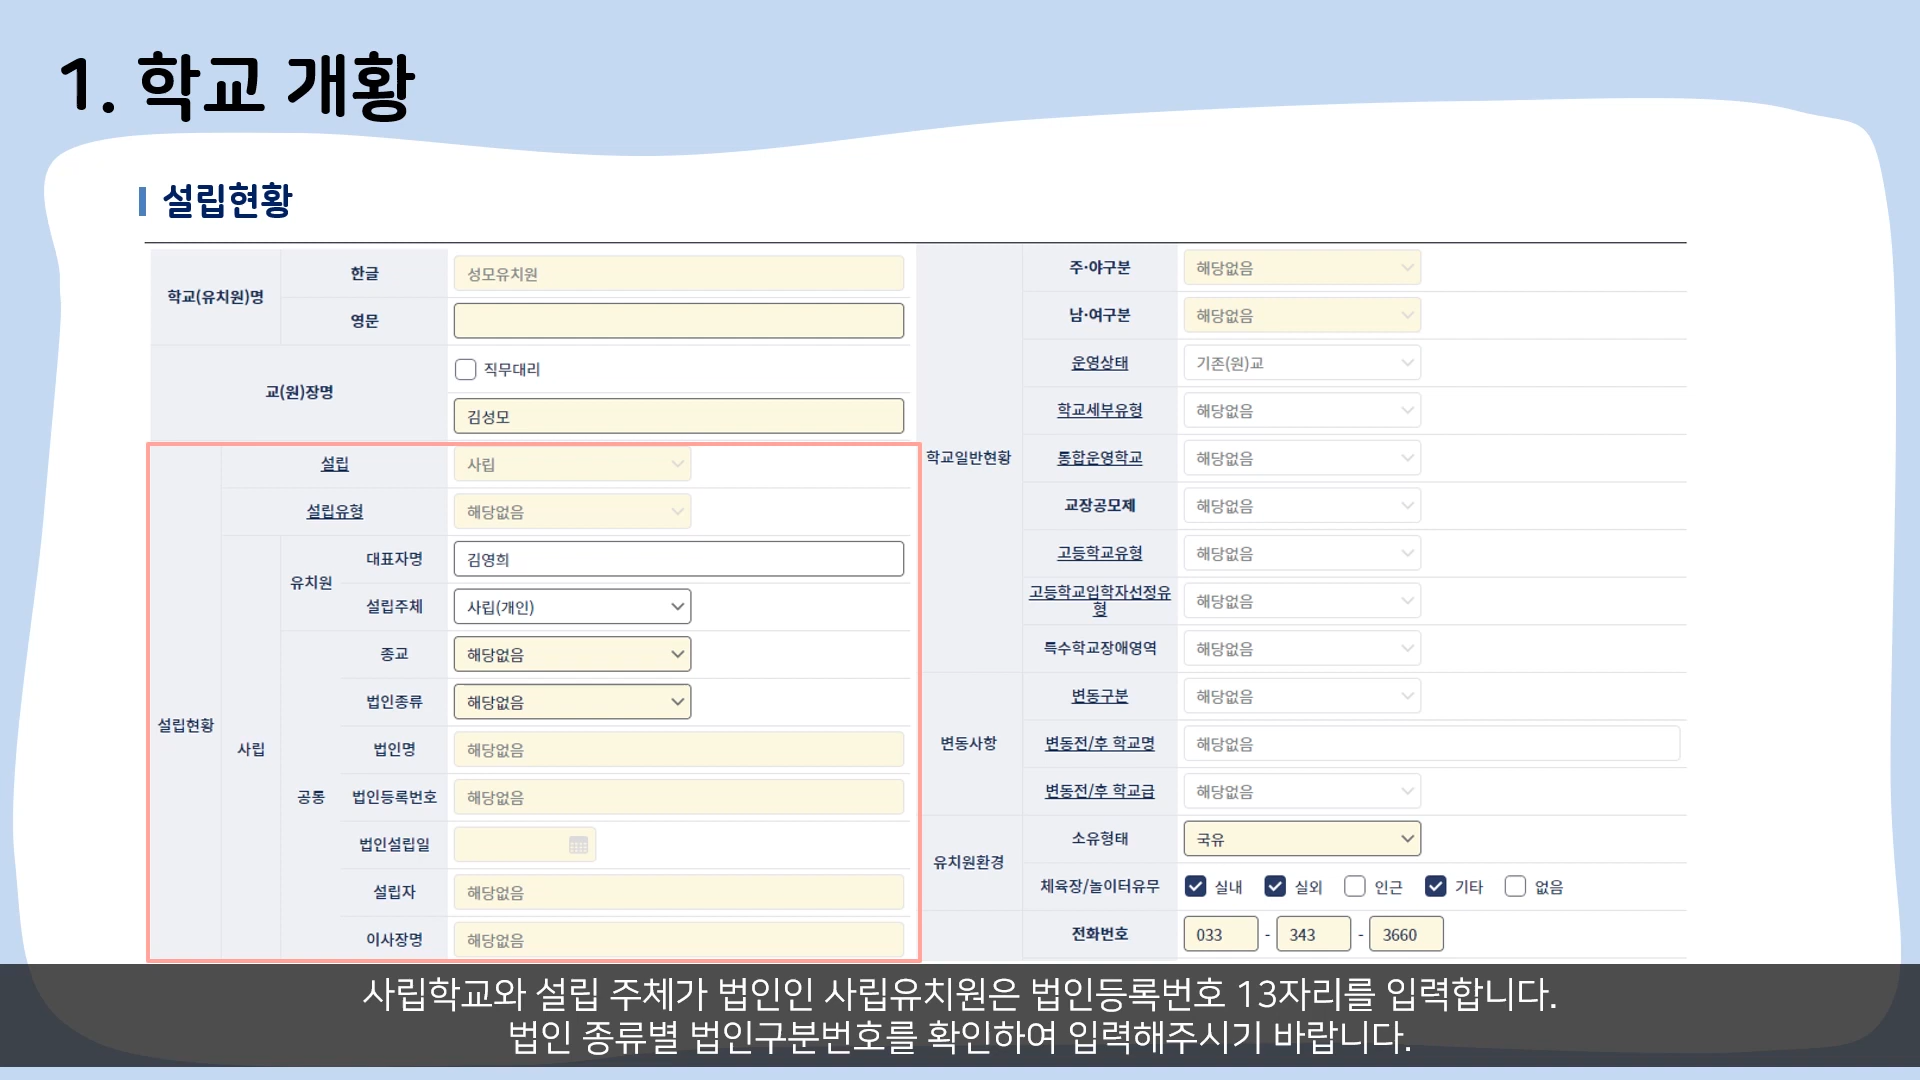 1. 학교 개황
설립현황
학교(유치원)명
한글
성모유치원
영문
교(원)장명
직무대리
김성모
설립현황
설립
사립
설립유형
해당없음
사립
유치원
대표자명
김영희
설립주체
사립(개인)
공통
종교
해당없음
법인종류
해당없음
법인명
해당없음
법인등록번호
해당없음
법인설립일
설립자
해당없음
이사장명
해당없음
학교일반현황
주·야구분
해당없음
남·여구분
해당없음
운영상태
기존(원)교
학교세부유형
해당없음
통합운영학교
해당없음
교장공모제
해당없음
고등학교유형
해당없음
고등학교입학자선정유
형
해당없음
특수학교장애영역
해당없음
변동사항
변동구분
해당없음
변동전/후 학교명
해당없음
변동전/후 학교급
해당없음
유치원환경
소유형태
국유
체육장/놀이터유무
실내 실외 인근 기타 없음
전화번호
033 - 343 - 3660
사립학교와 설립 주체가 법인인 사립유치원은 법인등록번호 13자리를 입력합니다.
법인 종류별 법인구분번호를 확인하여 입력해주시기 바랍니다.